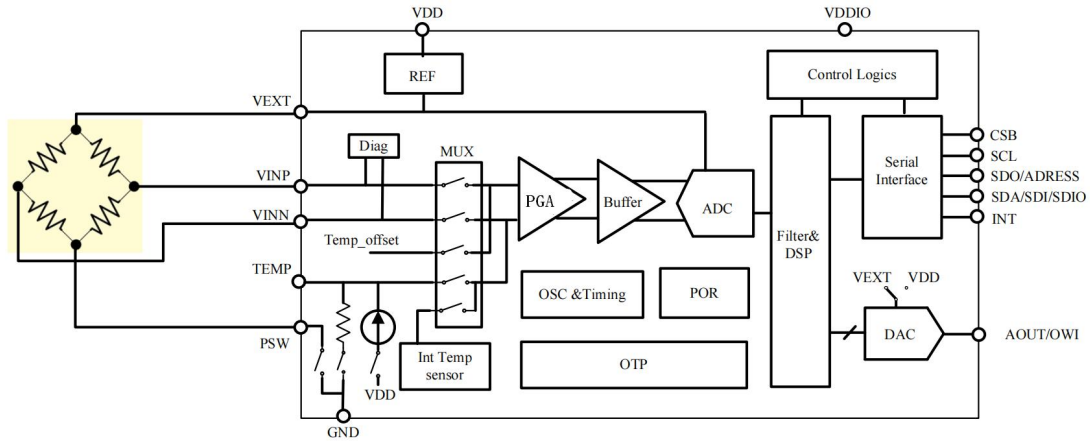 VDD
VDDIO
REF
Control Logics
VEXT
Diag
MUX
CSB
SCL
SDO/ADRESS
SDA/SDI/SDIO
INT
Serial
Interface
VINP
PGA
Buffer
ADC
VINN
Temp_offset
Filter&
DSP
TEMP
OSC &Timing
POR
VEXT
VDD
PSW
Int Temp
sensor
OTP
DAC
AOUT/OWI
VDD
GND